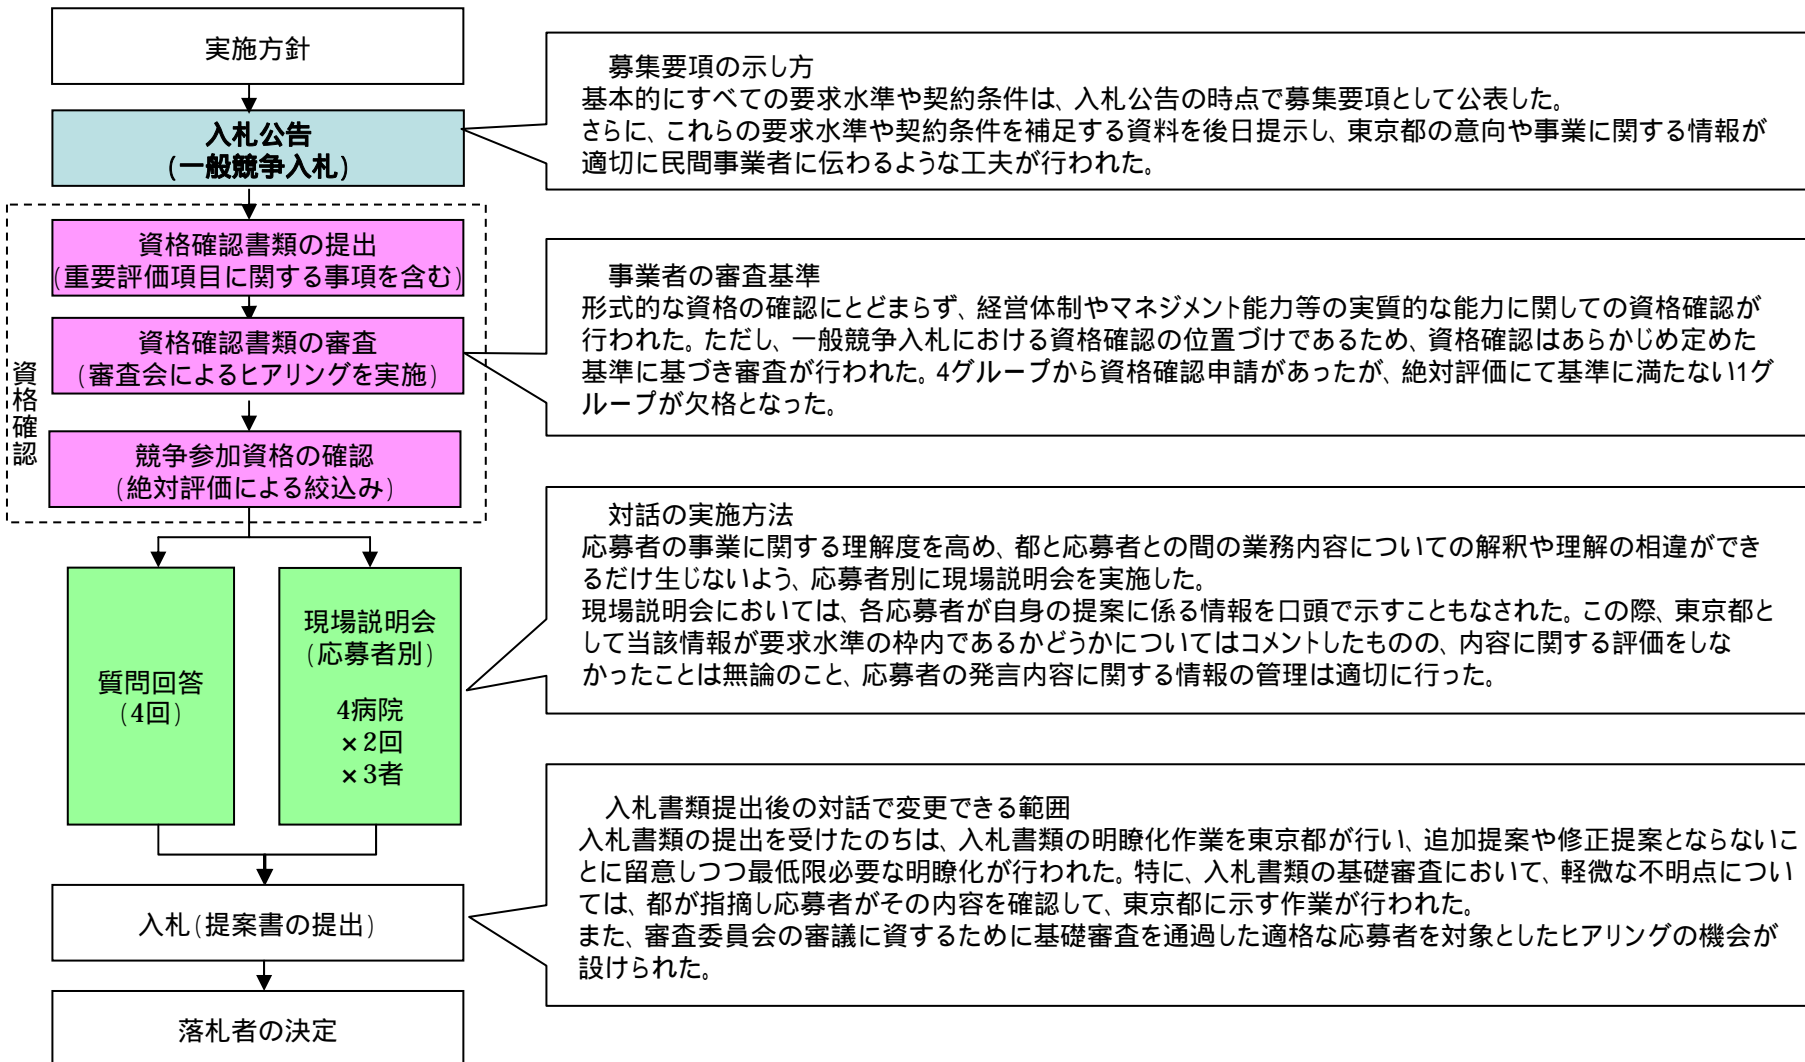 実施方針
入札公告
(一般競争入札)
資格確認
資格確認書類の提出
(重要評価項目に関する事項を含む)
資格確認書類の審査
(審査会によるヒアリングを実施)
競争参加資格の確認
(絶対評価による絞込み)
質問回答
(4回)
現場説明会
(応募者別)
4病院
×2回
×3者
入札(提案書の提出)
落札者の決定
募集要項の示し方
基本的にすべての要求水準や契約条件は、入札公告の時点で募集要項として公表した。
さらに、これらの要求水準や契約条件を補足する資料を後日提示し、東京都の意向や事業に関する情報が
適切に民間事業者に伝わるような工夫が行われた。
事業者の審査基準
形式的な資格の確認にとどまらず、経営体制やマネジメント能力等の実質的な能力に関しての資格確認が
行われた。ただし、一般競争入札における資格確認の位置づけであるため、資格確認はあらかじめ定めた
基準に基づき審査が行われた。4グループから資格確認申請があったが、絶対評価にて基準に満たない1グ
ループが欠格となった。
対話の実施方法
応募者の事業に関する理解度を高め、都と応募者との間の業務内容についての解釈や理解の相違ができ
るだけ生じないよう、応募者別に現場説明会を実施した。
現場説明会においては、各応募者が自身の提案に係る情報を口頭で示すこともなされた。この際、東京都と
して当該情報が要求水準の枠内であるかどうかについてはコメントしたものの、内容に関する評価をしな
かったことは無論のこと、応募者の発言内容に関する情報の管理は適切に行った。
入札書類提出後の対話で変更できる範囲
入札書類の提出を受けたのちは、入札書類の明瞭化作業を東京都が行い、追加提案や修正提案とならないこ
とに留意しつつ最低限必要な明瞭化が行われた。特に、入札書類の基礎審査において、軽微な不明点につい
ては、都が指摘し応募者がその内容を確認して、東京都に示す作業が行われた。
また、審査委員会の審議に資するために基礎審査を通過した適格な応募者を対象としたヒアリングの機会が
設けられた。